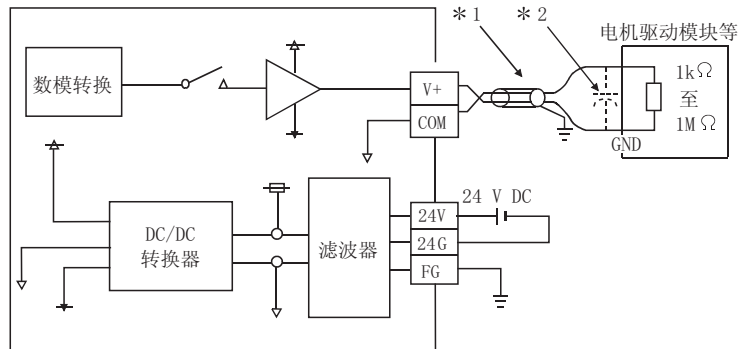 ＊1
＊2
电机驱动模块等
数模转换
V+
COM
1kΩ
至
1MΩ
GND
24 V DC
DC/DC
转换器
滤波器
24V
24G
FG